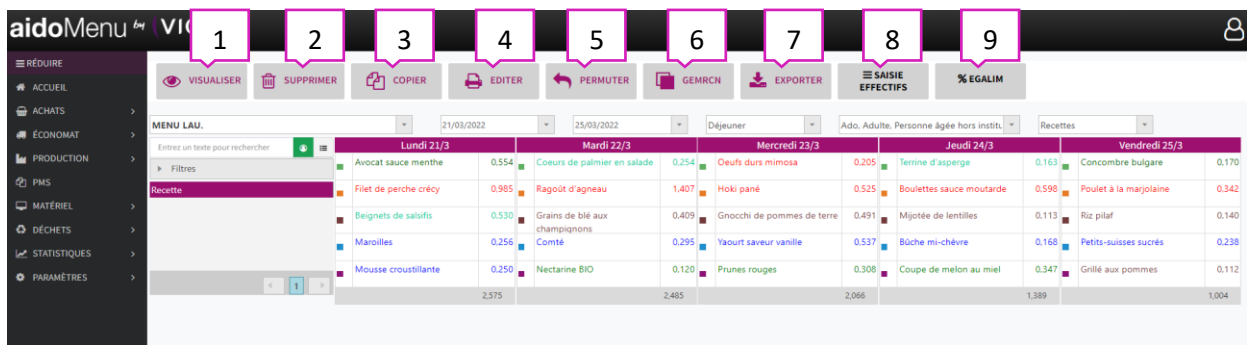 aidoMenu by VIC
1 2 3 4 5 6 7 8 9
RÉDUIRE
ACCUEIL
ACHATS
ÉCONOMAT
PRODUCTION
PMS
MATÉRIEL
DÉCHETS
STATISTIQUES
PARAMÈTRES
VISUALISER SUPPRIMER COPIER EDITER PERMUTER GEMRCN EXPORTER SAISIE EFFECTIFS % EGALIM
MENU LAU. 21/03/2022 25/03/2022 Déjeuner Ado. Adulte, Personne âgée hors institu Recettes
Entrez un texte pour rechercher
Filtres
Recette
1
Lundi 21/3 Mardi 22/3 Mercredi 23/3 Jeudi 24/3 Vendredi 25/3
Avocat sauce menthe 0,554 Coeurs de palmier en salade 0,254 Oeufs durs mimosa 0,205 Terrine d'asperge 0,163 Concombre bulgare 0,170
Filet de perche crécy 0,985 Ragoût d'agneau 1,407 Hoki pané 0,525 Boulettes sauce moutarde 0,598 Poulet à la marjolaine 0,342
Beignets de salsifis 0,530 Grains de blé aux champignons 0,409 Gnocchi de pommes de terre 0,491 Mijotée de lentilles 0,113 Riz pilaf 0,140
Maroilles 0,256 Comté 0,295 Yaourt saveur vanille 0,537 Bûche mi-chèvre 0,168 Petits-suisses sucrés 0,238
Mousse croustillante 0,250 Nectarine BIO 0,120 Prunes rouges 0,308 Coupe de melon au miel 0,347 Grillé aux pommes 0,112
2,575 2,485 2,066 1,389 1,004